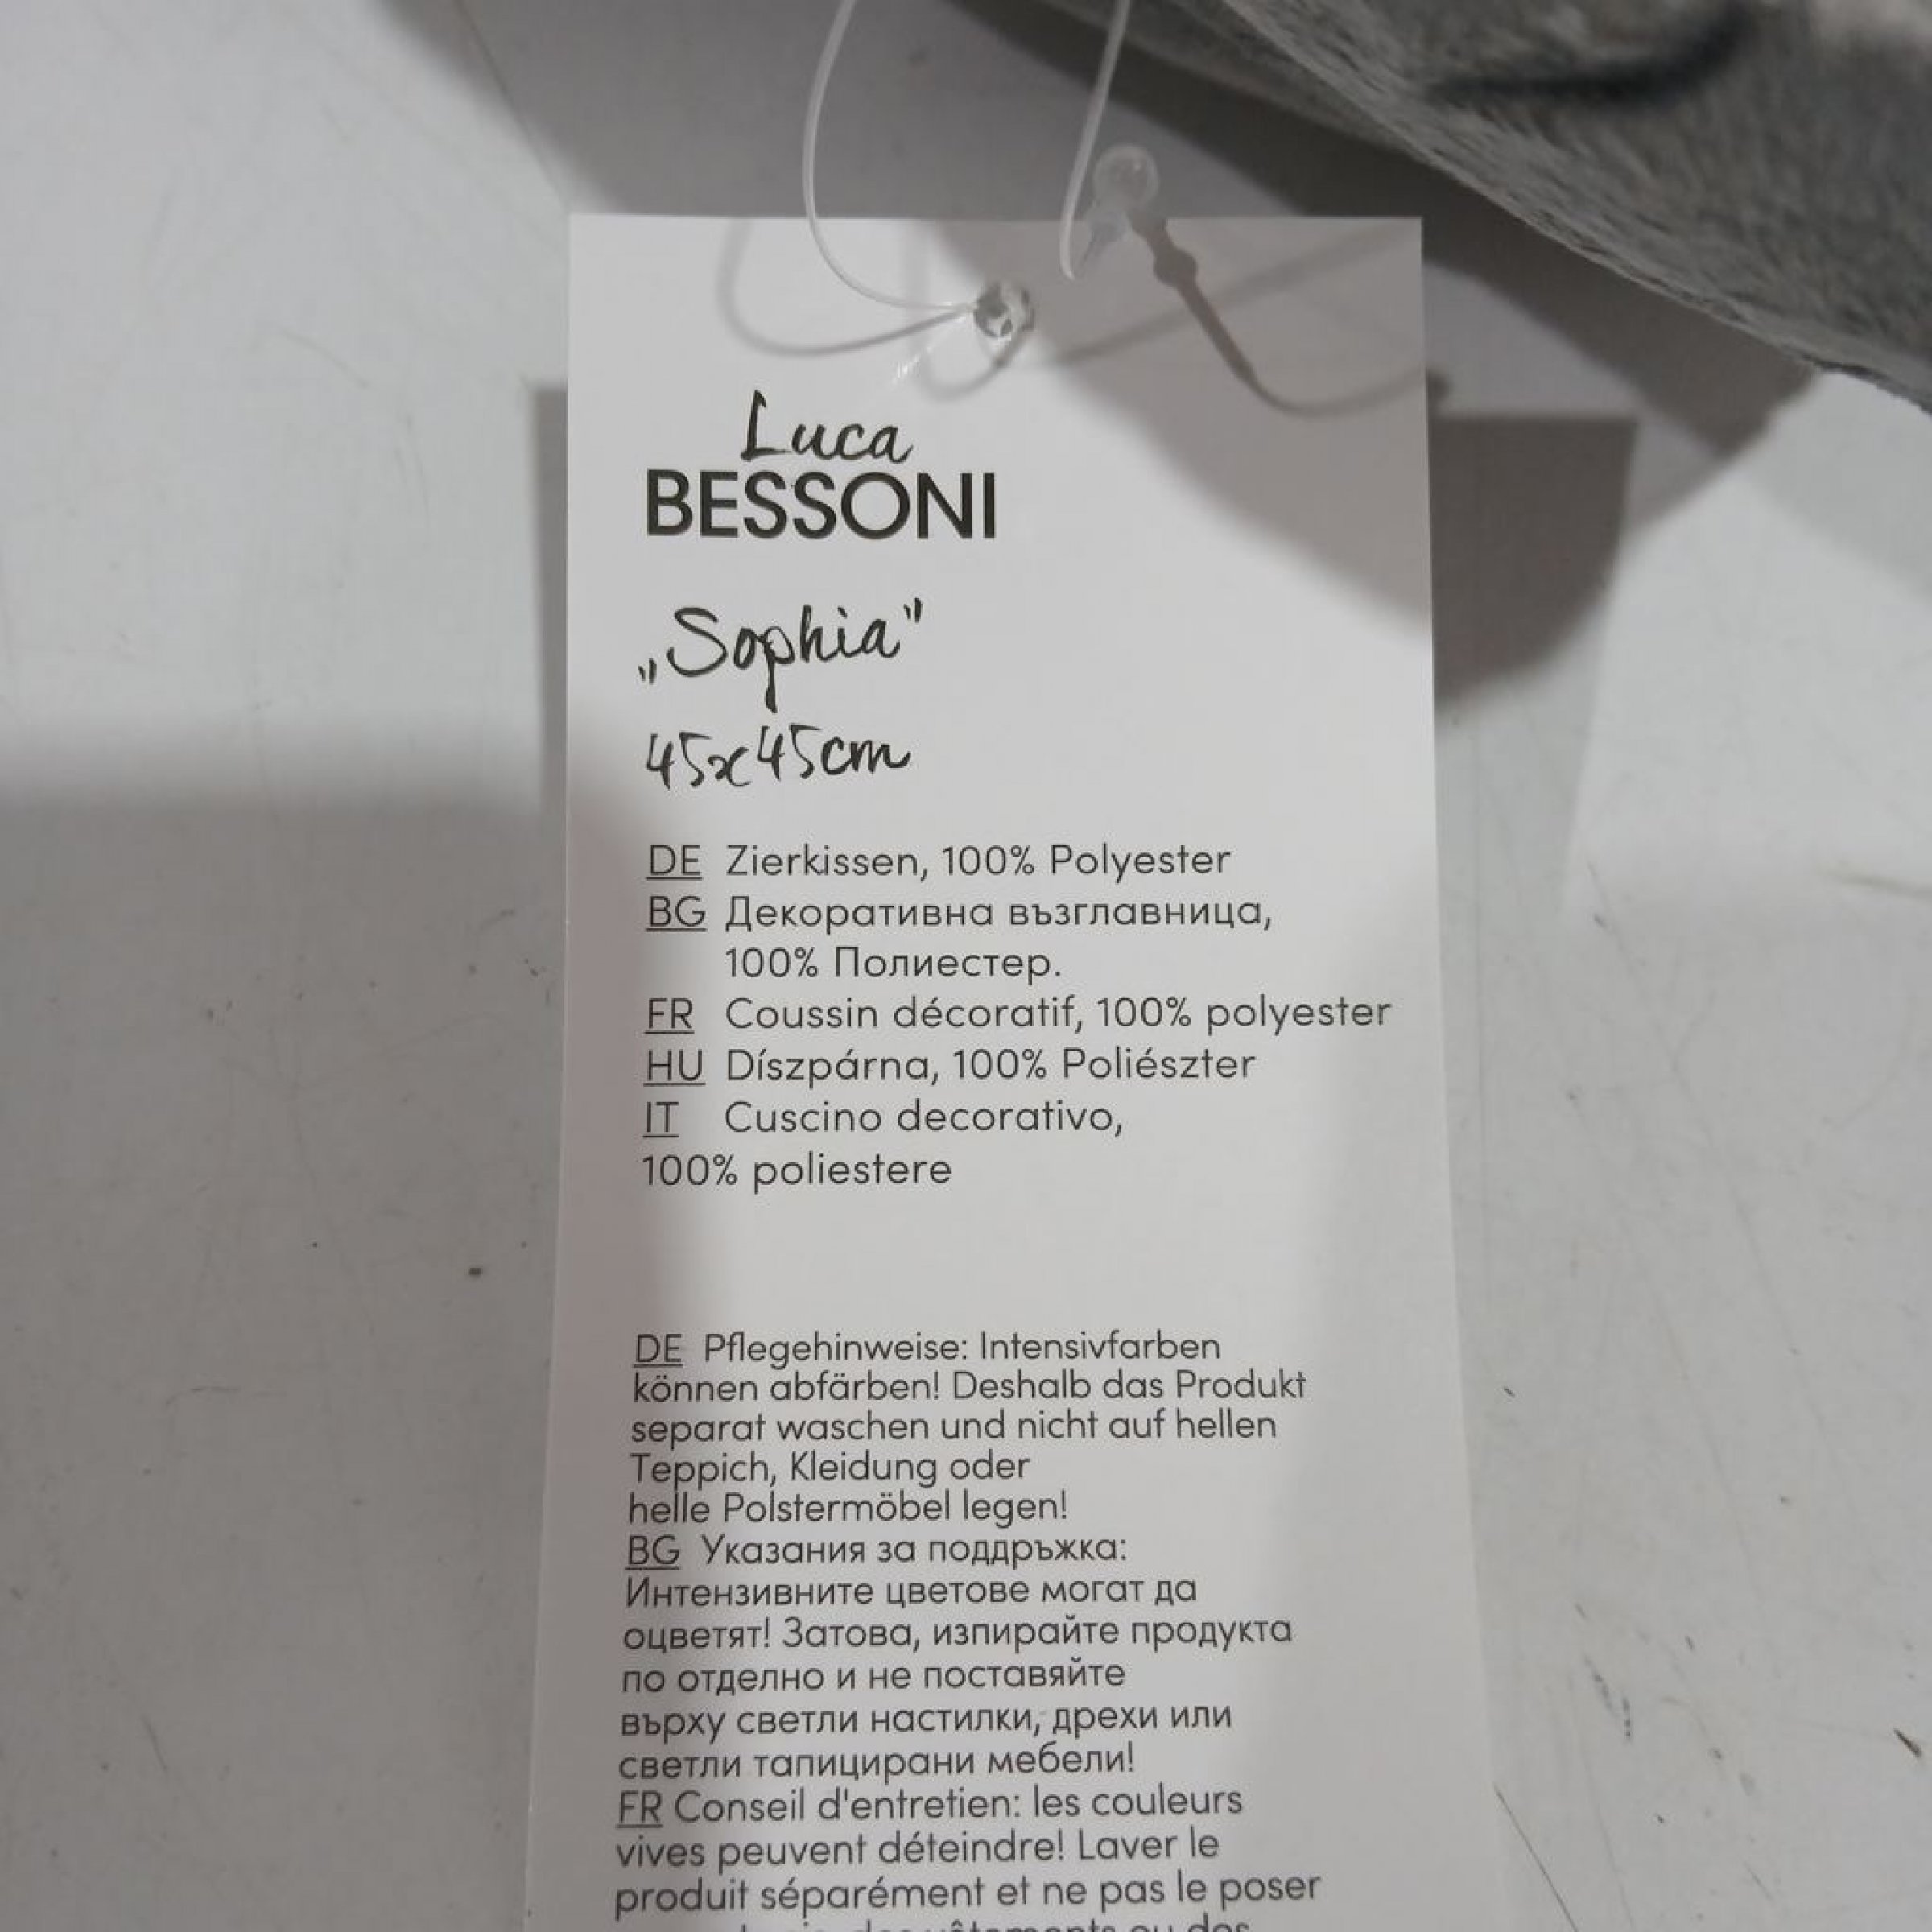 Luca
BESSONI
„Sophia"
45x45cm
DE Zierkissen, 100% Polyester
BG Декоративна възглавница,
100% Полиестер.
FR Coussin décoratif, 100% polyester
HU Díszpárna, 100% Poliészter
IT Cuscino decorativo,
100% poliestere
DE Pflegehinweise: Intensivfarben
können abfärben! Deshalb das Produkt
separat waschen und nicht auf hellen
Teppich, Kleidung oder
helle Polstermöbel legen!
BG Указания за поддръжка:
Интензивните цветове могат да
оцветят! Затова, изпирайте продукта
по отделно и не поставяйте
върху светли настилки, дрехи или
светли тапицирани мебели!
FR Conseil d'entretien: les couleurs
vives peuvent déteindre! Laver le
produit séparément et ne pas le poser